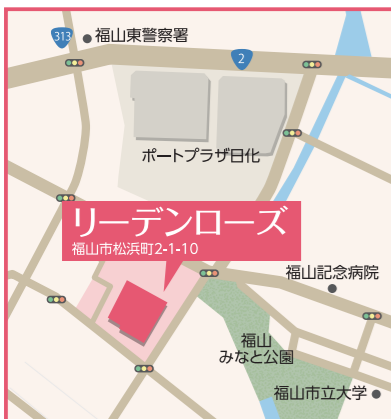 313
福山東警察署
2
ポートプラザ日化
リーデンローズ
福山市松浜町2-1-10
福山記念病院
福山
みなと公園
福山市立大学